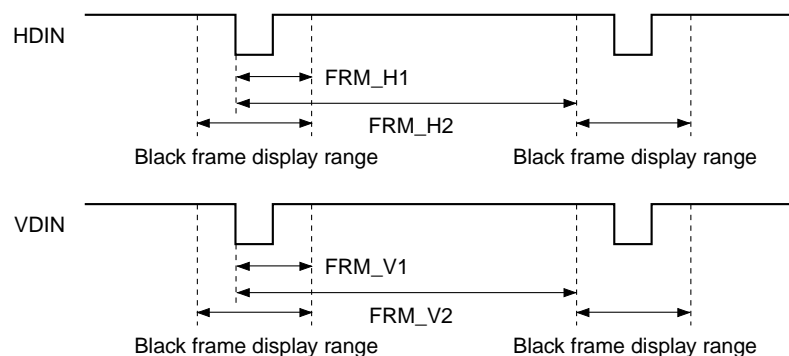 HDIN
FRM_H1
FRM_H2
Black frame display range Black frame display range
VDIN
FRM_V1
FRM_V2
Black frame display range Black frame display range